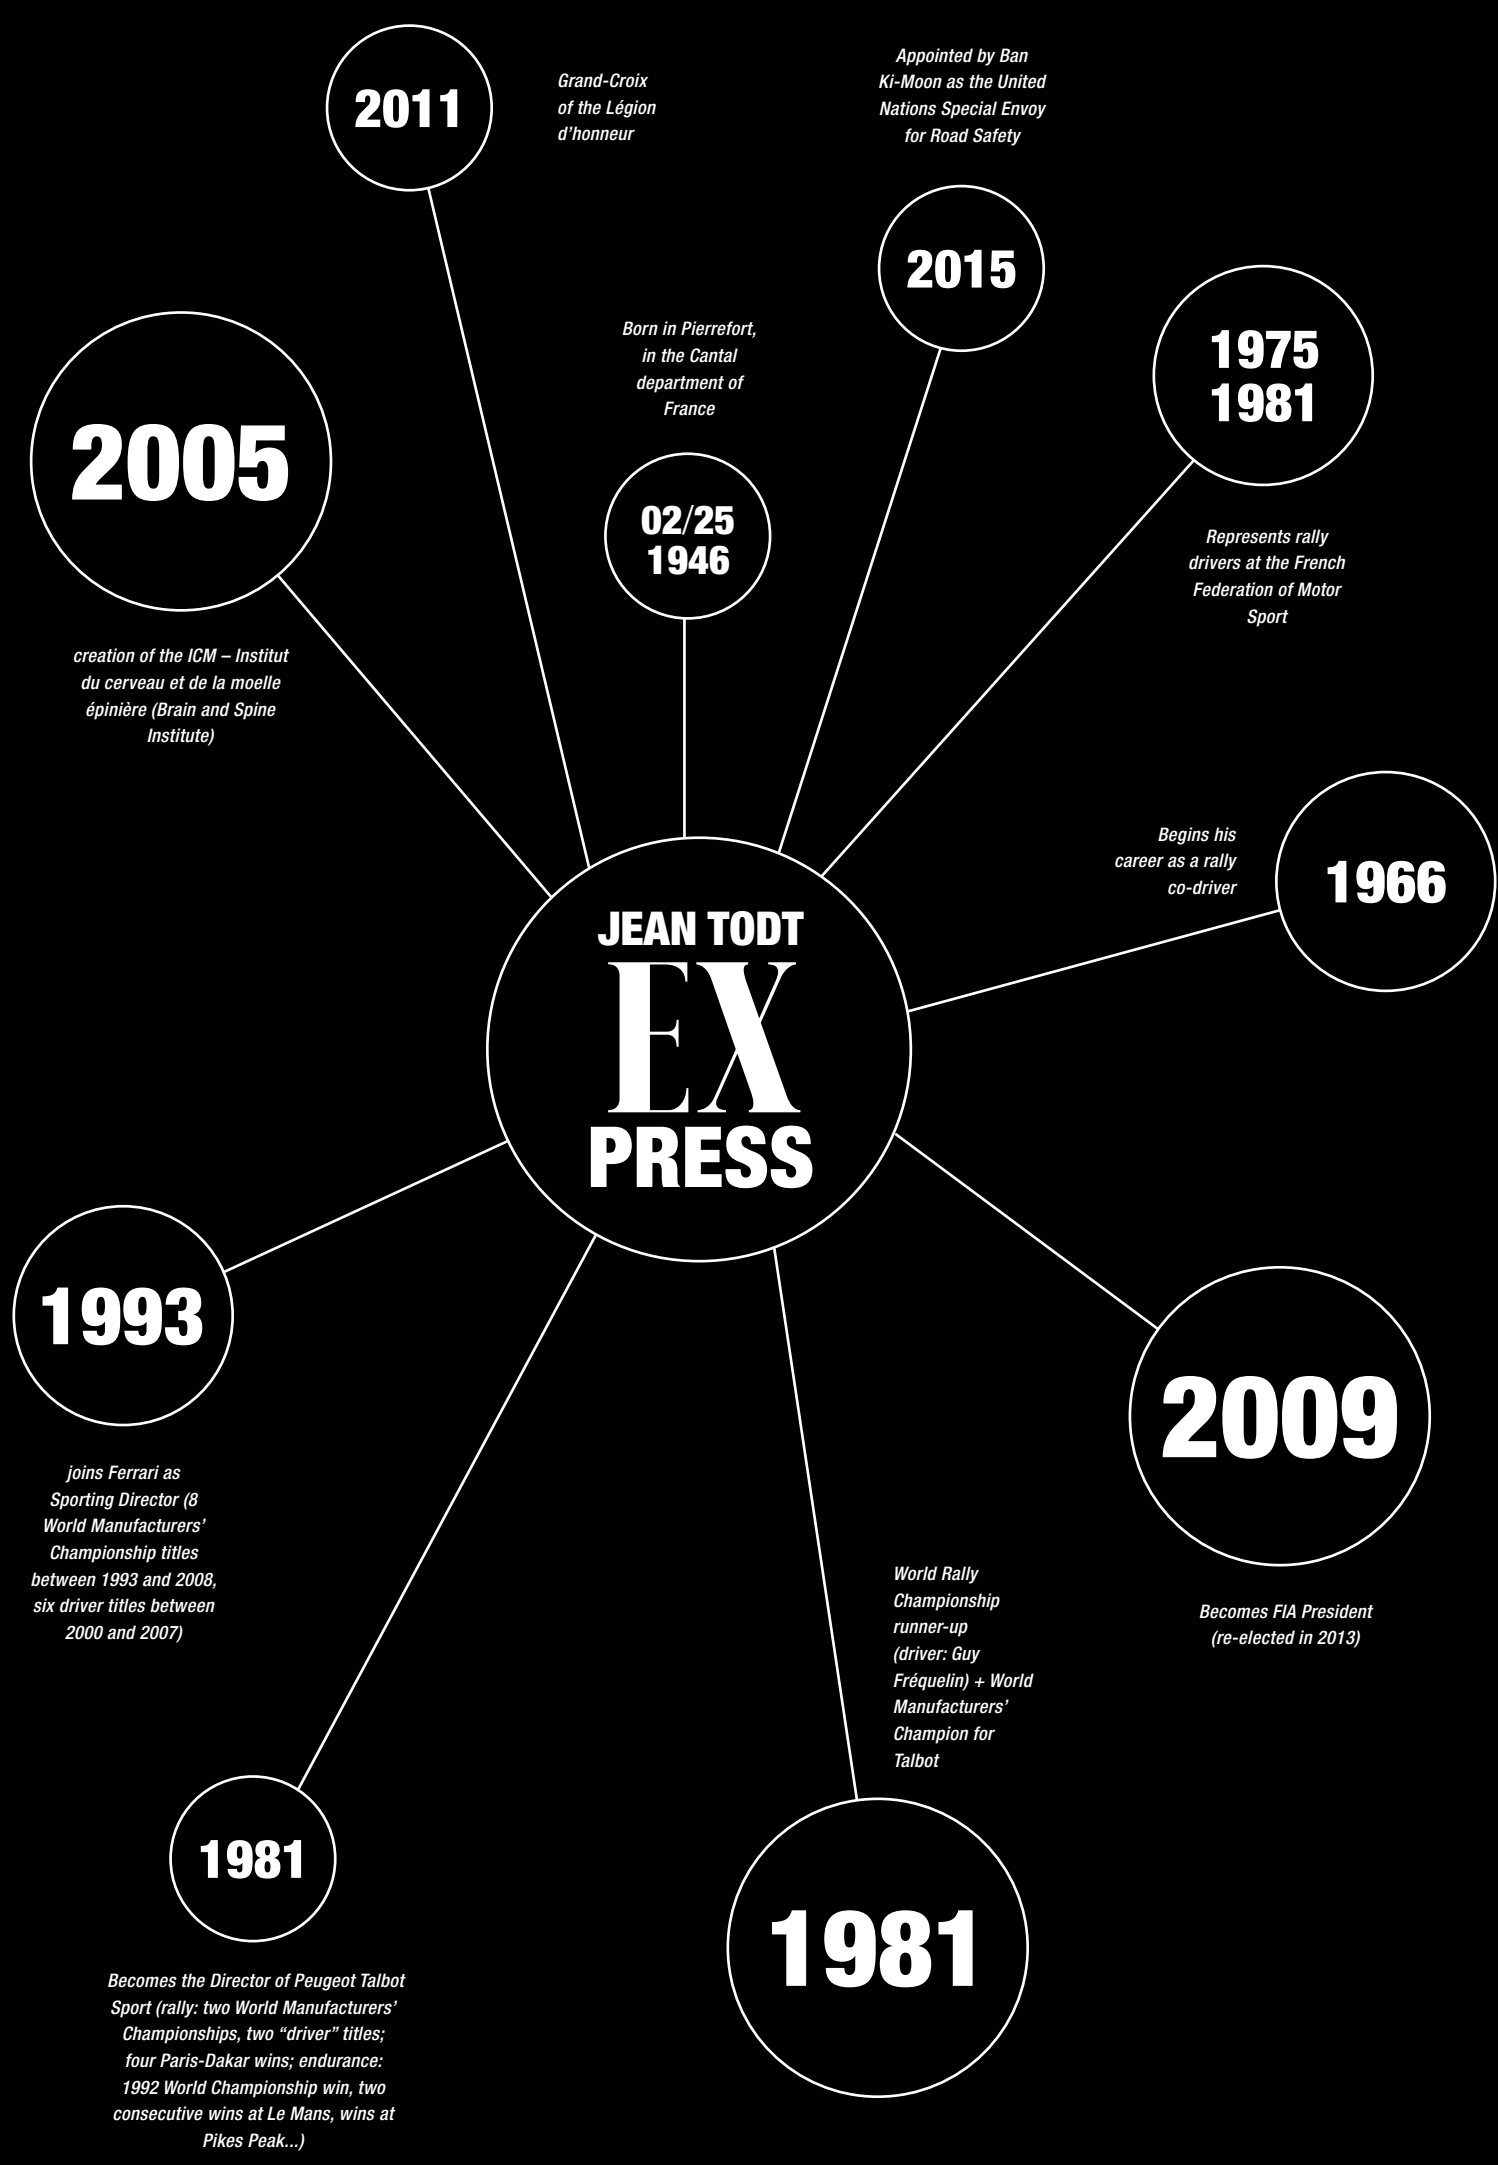 2011
Grand-Croix
of the Légion
d’honneur
Appointed by Ban
Ki-Moon as the United
Nations Special Envoy
for Road Safety
2015
1975
1981
Represents rally
drivers at the French
Federation of Motor
Sport
2005
creation of the ICM – Institut
du cerveau et de la moelle
épinière (Brain and Spine
Institute)
Born in Pierrefort,
in the Cantal
department of
France
02/25
1946
Begins his
career as a rally
co-driver
1966
JEAN TODT
EX
PRESS
1993
joins Ferrari as
Sporting Director (8
World Manufacturers’
Championship titles
between 1993 and 2008,
six driver titles between
2000 and 2007)
2009
Becomes FIA President
(re-elected in 2013)
World Rally
Championship
runner-up
(driver: Guy
Fréquelin) + World
Manufacturers’
Champion for
Talbot
1981
1981
Becomes the Director of Peugeot Talbot
Sport (rally: two World Manufacturers’
Championships, two “driver” titles;
four Paris-Dakar wins; endurance:
1992 World Championship win, two
consecutive wins at Le Mans, wins at
Pikes Peak...)